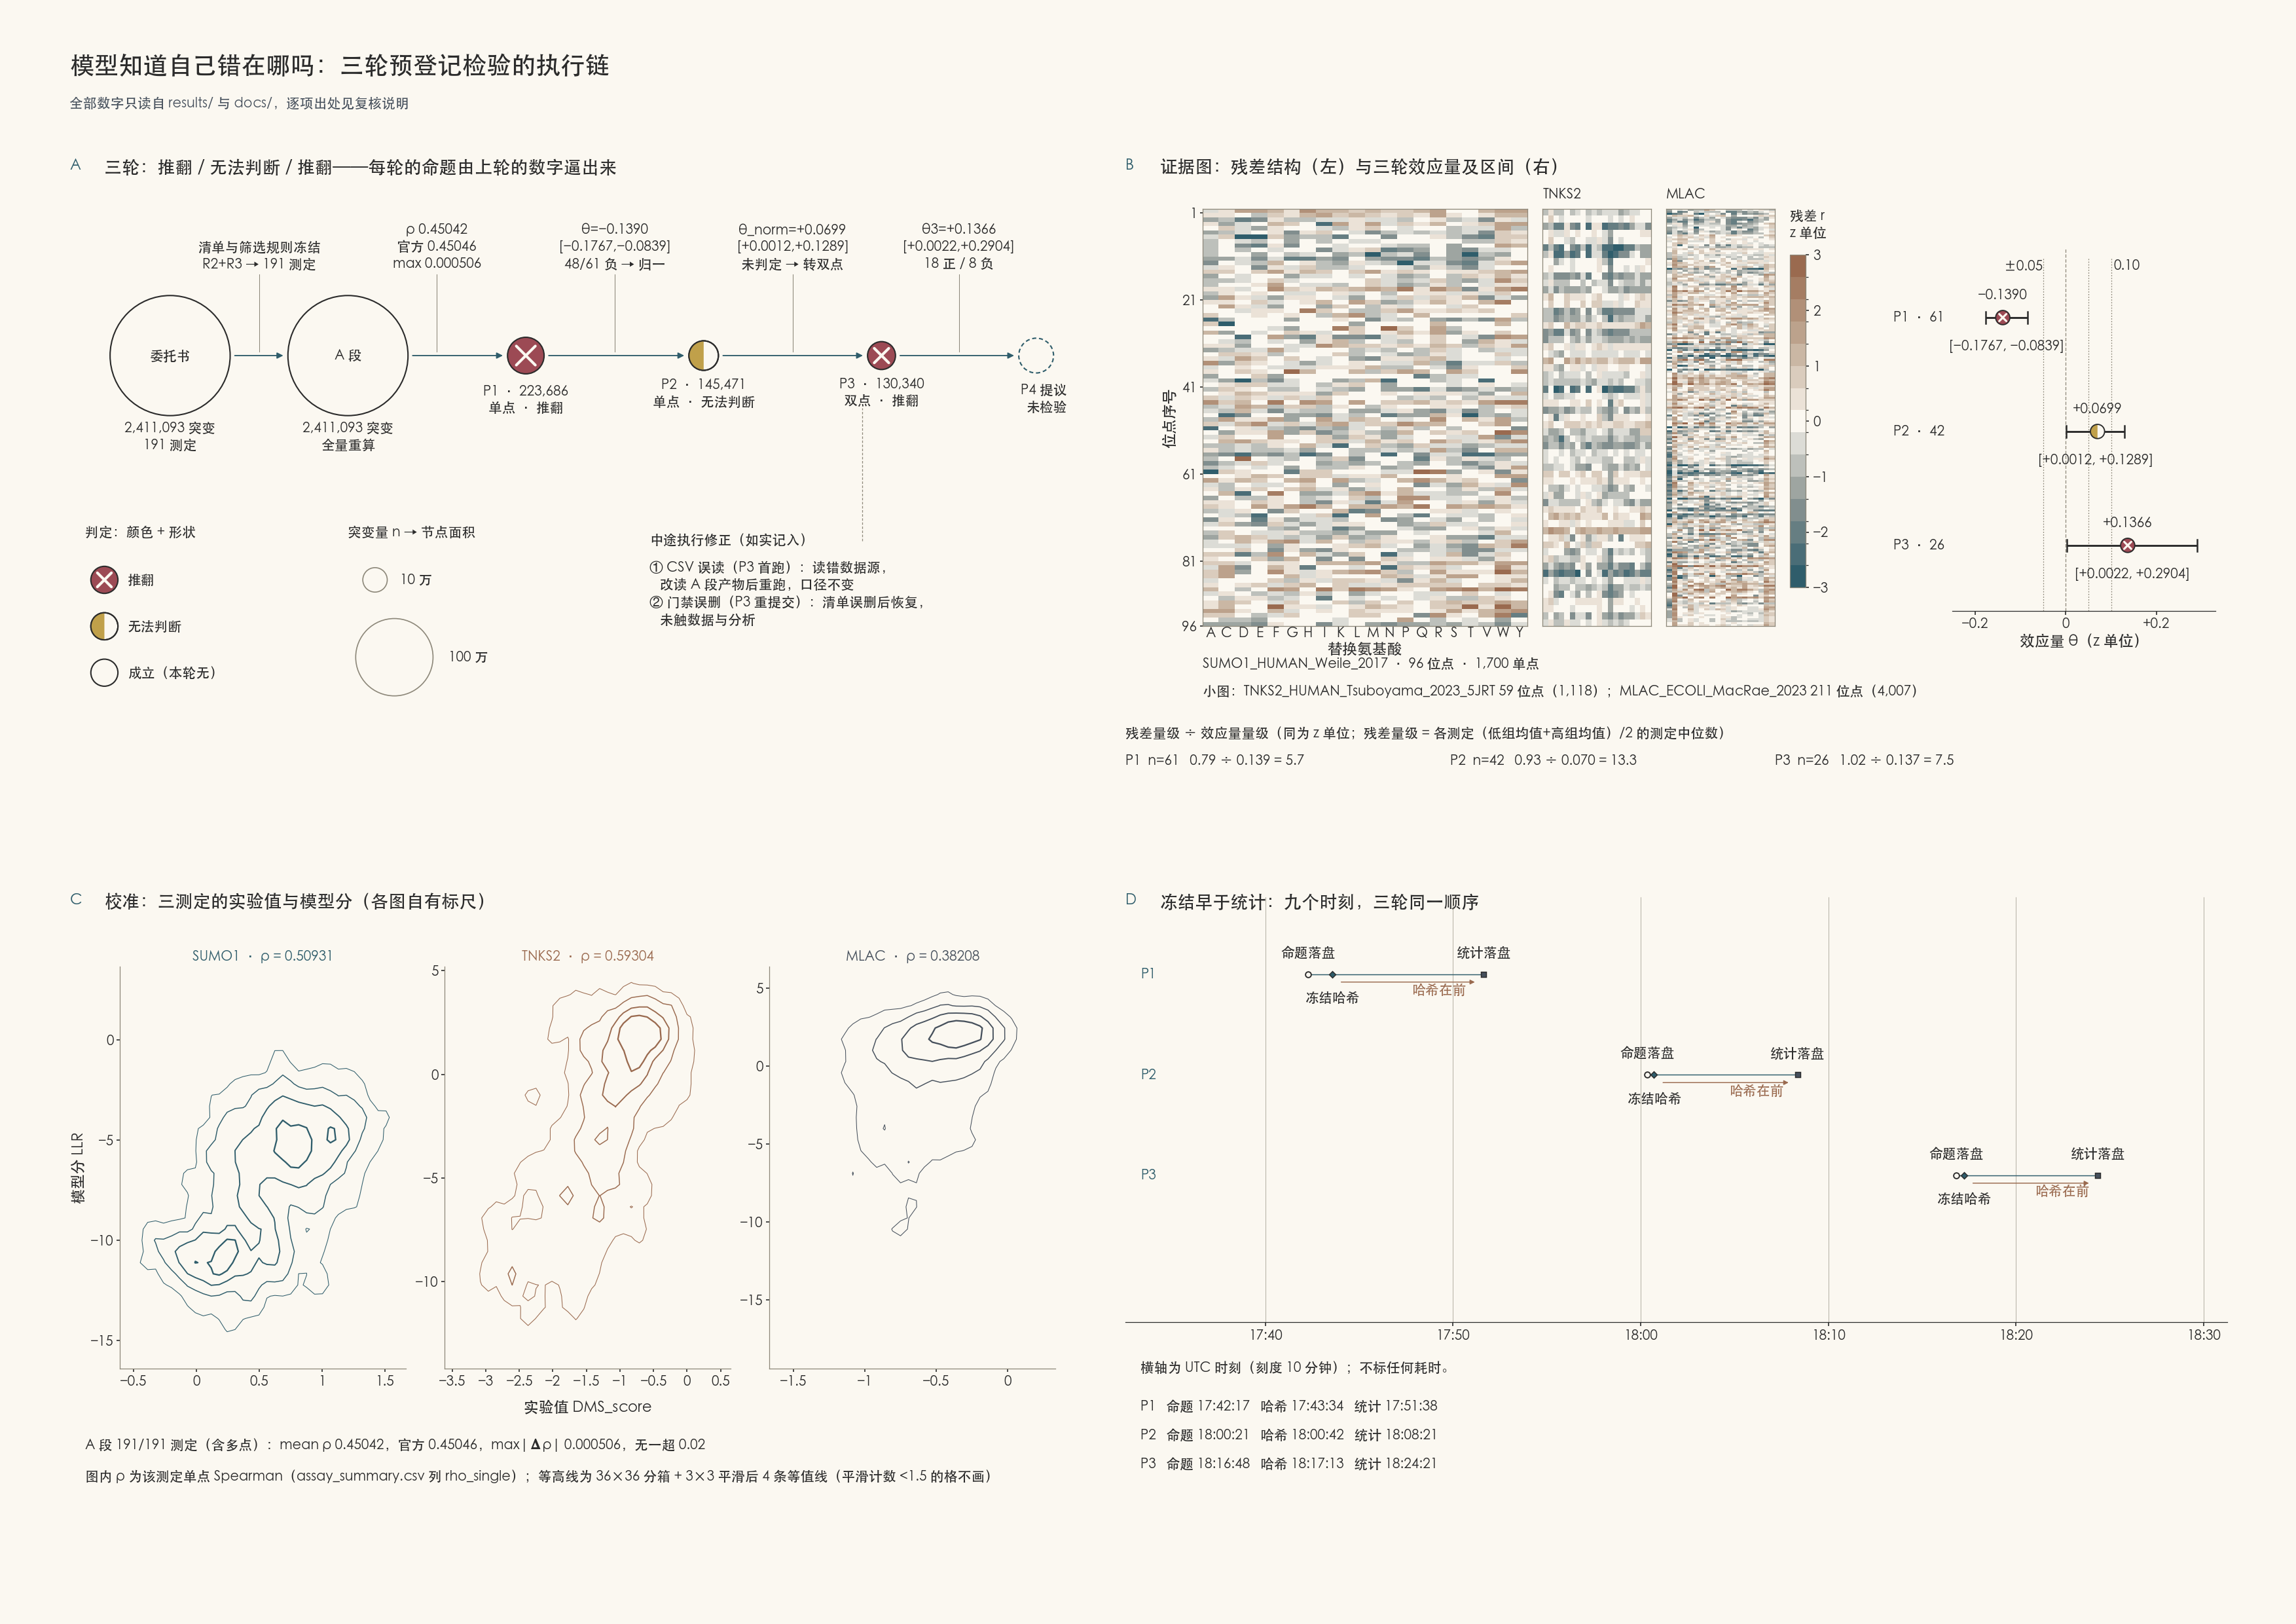 模型知道自己错在哪吗：三轮预登记检验的执行链
全部数字只读自 results/ 与 docs/，逐项出处见复核说明
A 三轮：推翻 / 无法判断 / 推翻——每轮的命题由上轮的数字逼出来
清单与筛选规则冻结
R2+R3 → 191 测定
ρ 0.45042
官方 0.45046
max 0.000506
θ=−0.1390
[−0.1767,−0.0839]
48/61 负 → 归一
θ_norm=+0.0699
[+0.0012,+0.1289]
未判定 → 转双点
θ3=+0.1366
[+0.0022,+0.2904]
18 正 / 8 负
委托书
A 段
2,411,093 突变
191 测定
2,411,093 突变
全量重算
P1 · 223,686
单点 · 推翻
P2 · 145,471
单点 · 无法判断
P3 · 130,340
双点 · 推翻
P4 提议
未检验
判定：颜色 + 形状
推翻
无法判断
成立（本轮无）
突变量 n → 节点面积
10 万
100 万
中途执行修正（如实记入）
① CSV 误读（P3 首跑）：读错数据源，
改读 A 段产物后重跑，口径不变
② 门禁误删（P3 重提交）：清单误删后恢复，
未触数据与分析
B 证据图：残差结构（左）与三轮效应量及区间（右）
TNKS2
MLAC
位点序号
1
21
41
61
81
96
A C D E F G H I K L M N P Q R S T V W Y
替换氨基酸
残差 r
z 单位
3
2
1
0
−1
−2
−3
±0.05
0.10
P1 · 61
−0.1390
[−0.1767, −0.0839]
P2 · 42
+0.0699
[+0.0012, +0.1289]
P3 · 26
+0.1366
[+0.0022, +0.2904]
−0.2 0 +0.2
效应量 θ（z 单位）
SUMO1_HUMAN_Weile_2017 · 96 位点 · 1,700 单点
小图：TNKS2_HUMAN_Tsuboyama_2023_5JRT 59 位点（1,118）；MLAC_ECOLI_MacRae_2023 211 位点（4,007）
残差量级 ÷ 效应量量级（同为 z 单位；残差量级 = 各测定（低组均值+高组均值）/2 的测定中位数）
P1 n=61 0.79 ÷ 0.139 = 5.7
P2 n=42 0.93 ÷ 0.070 = 13.3
P3 n=26 1.02 ÷ 0.137 = 7.5
C 校准：三测定的实验值与模型分（各图自有标尺）
SUMO1 · ρ = 0.50931
TNKS2 · ρ = 0.59304
MLAC · ρ = 0.38208
模型分 LLR
0
−5
−10
−15
−0.5 0 0.5 1 1.5
5
0
−5
−10
−3.5 −3 −2.5 −2 −1.5 −1 −0.5 0 0.5
5
0
−5
−10
−15
−1.5 −1 −0.5 0
实验值 DMS_score
A 段 191/191 测定（含多点）：mean ρ 0.45042，官方 0.45046，max|Δρ| 0.000506，无一超 0.02
图内 ρ 为该测定单点 Spearman（assay_summary.csv 列 rho_single）；等高线为 36×36 分箱 + 3×3 平滑后 4 条等值线（平滑计数 <1.5 的格不画）
D 冻结早于统计：九个时刻，三轮同一顺序
P1
命题落盘
统计落盘
冻结哈希
哈希在前
P2
命题落盘
统计落盘
冻结哈希
哈希在前
P3
命题落盘
统计落盘
冻结哈希
哈希在前
17:40 17:50 18:00 18:10 18:20 18:30
横轴为 UTC 时刻（刻度 10 分钟）；不标任何耗时。
P1 命题 17:42:17 哈希 17:43:34 统计 17:51:38
P2 命题 18:00:21 哈希 18:00:42 统计 18:08:21
P3 命题 18:16:48 哈希 18:17:13 统计 18:24:21